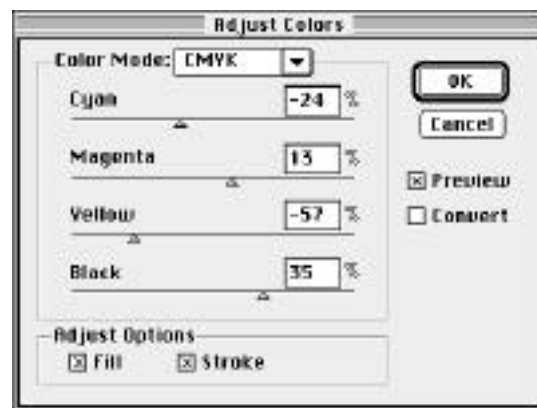 Adjust Colors
Color Mode: CMYK
OK
Cyan -24 %
Cancel
Magenta 13 %
Preview
Yellow -57 %
Convert
Black 35 %
Adjust Options
Fill Stroke